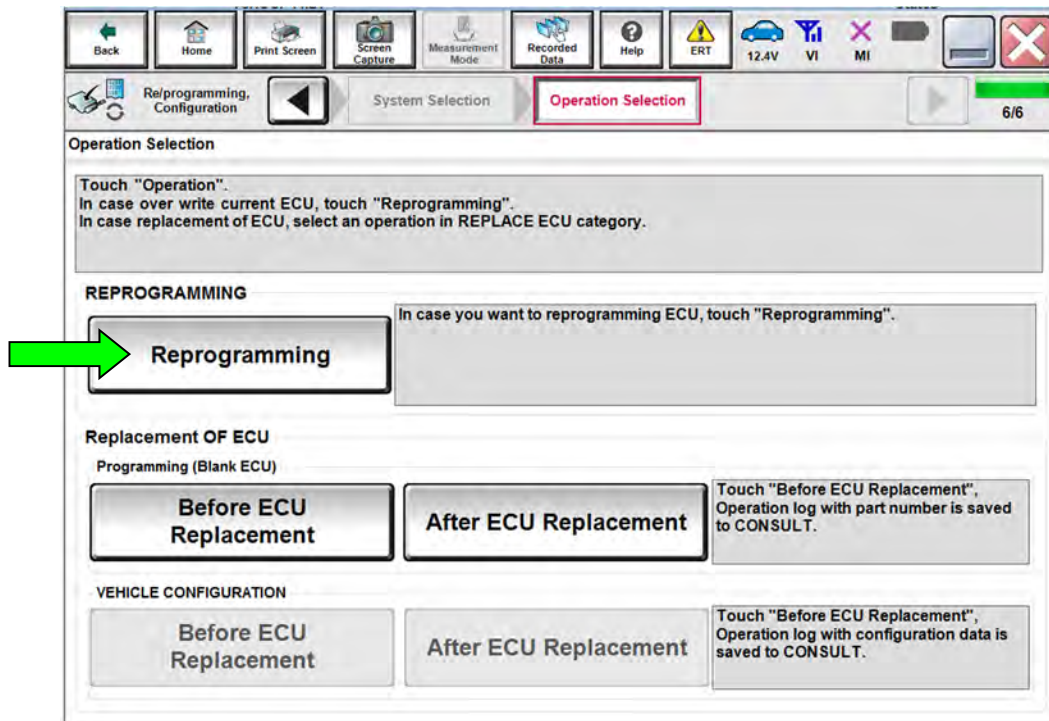 Back
Home
Print Screen
Screen
Capture
Measurement
Mode
Recorded
Data
Help
ERT
12.4V
VI
MI
Re/programming,
Configuration
System Selection
Operation Selection
6/6
Operation Selection
Touch "Operation".
In case over write current ECU, touch "Reprogramming".
In case replacement of ECU, select an operation in REPLACE ECU category.
REPROGRAMMING
Reprogramming
In case you want to reprogramming ECU, touch "Reprogramming".
Replacement OF ECU
Programming (Blank ECU)
Before ECU
Replacement
After ECU Replacement
Touch "Before ECU Replacement",
Operation log with part number is saved
to CONSULT.
VEHICLE CONFIGURATION
Before ECU
Replacement
After ECU Replacement
Touch "Before ECU Replacement",
Operation log with configuration data is
saved to CONSULT.